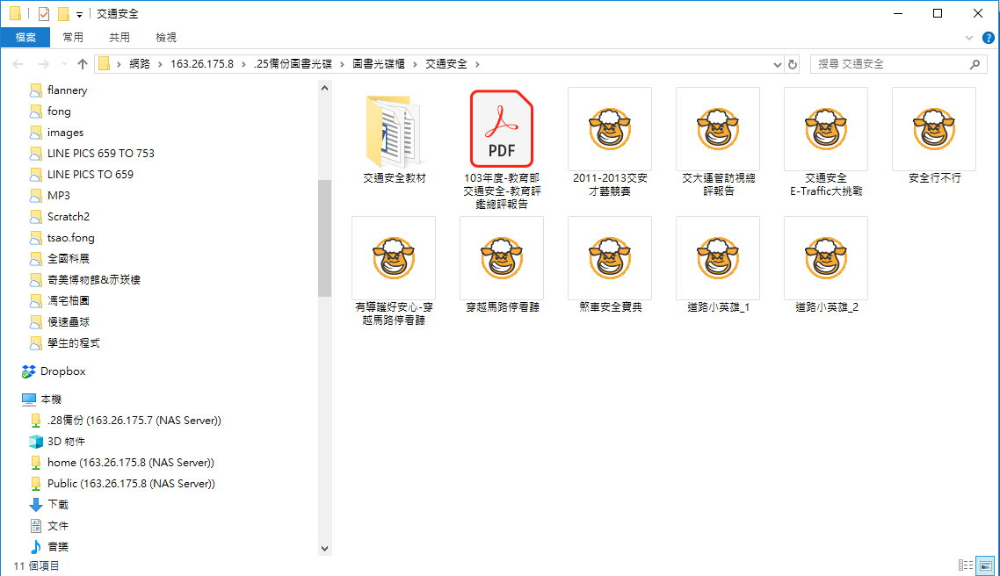 交通安全
檔案 常用 共用 檢視
網路 163.26.175.8 .25備份圖書光碟 圖書光碟櫃 交通安全
搜尋 交通安全
flannery
fong
images
LINE PICS 659 TO 753
LINE PICS TO 659
MP3
Scratch2
tsao.fong
全國科展
奇美博物館&赤崁樓
馮宅柚園
慢速壘球
學生的程式
Dropbox
本機
.28備份 (163.26.175.7 (NAS Server))
3D 物件
home (163.26.175.8 (NAS Server))
Public (163.26.175.8 (NAS Server))
下載
文件
音樂
交通安全教材
PDF
103年度-教育部
交通安全-教育評
鑑總評報告
2011-2013交安
才藝競賽
交大運管訪視總
評報告
交通安全
E-Traffic大挑戰
安全行不行
有導護好安心-穿
越馬路停看聽
穿越馬路停看聽
煞車安全寶典
道路小英雄_1
道路小英雄_2
11 個項目